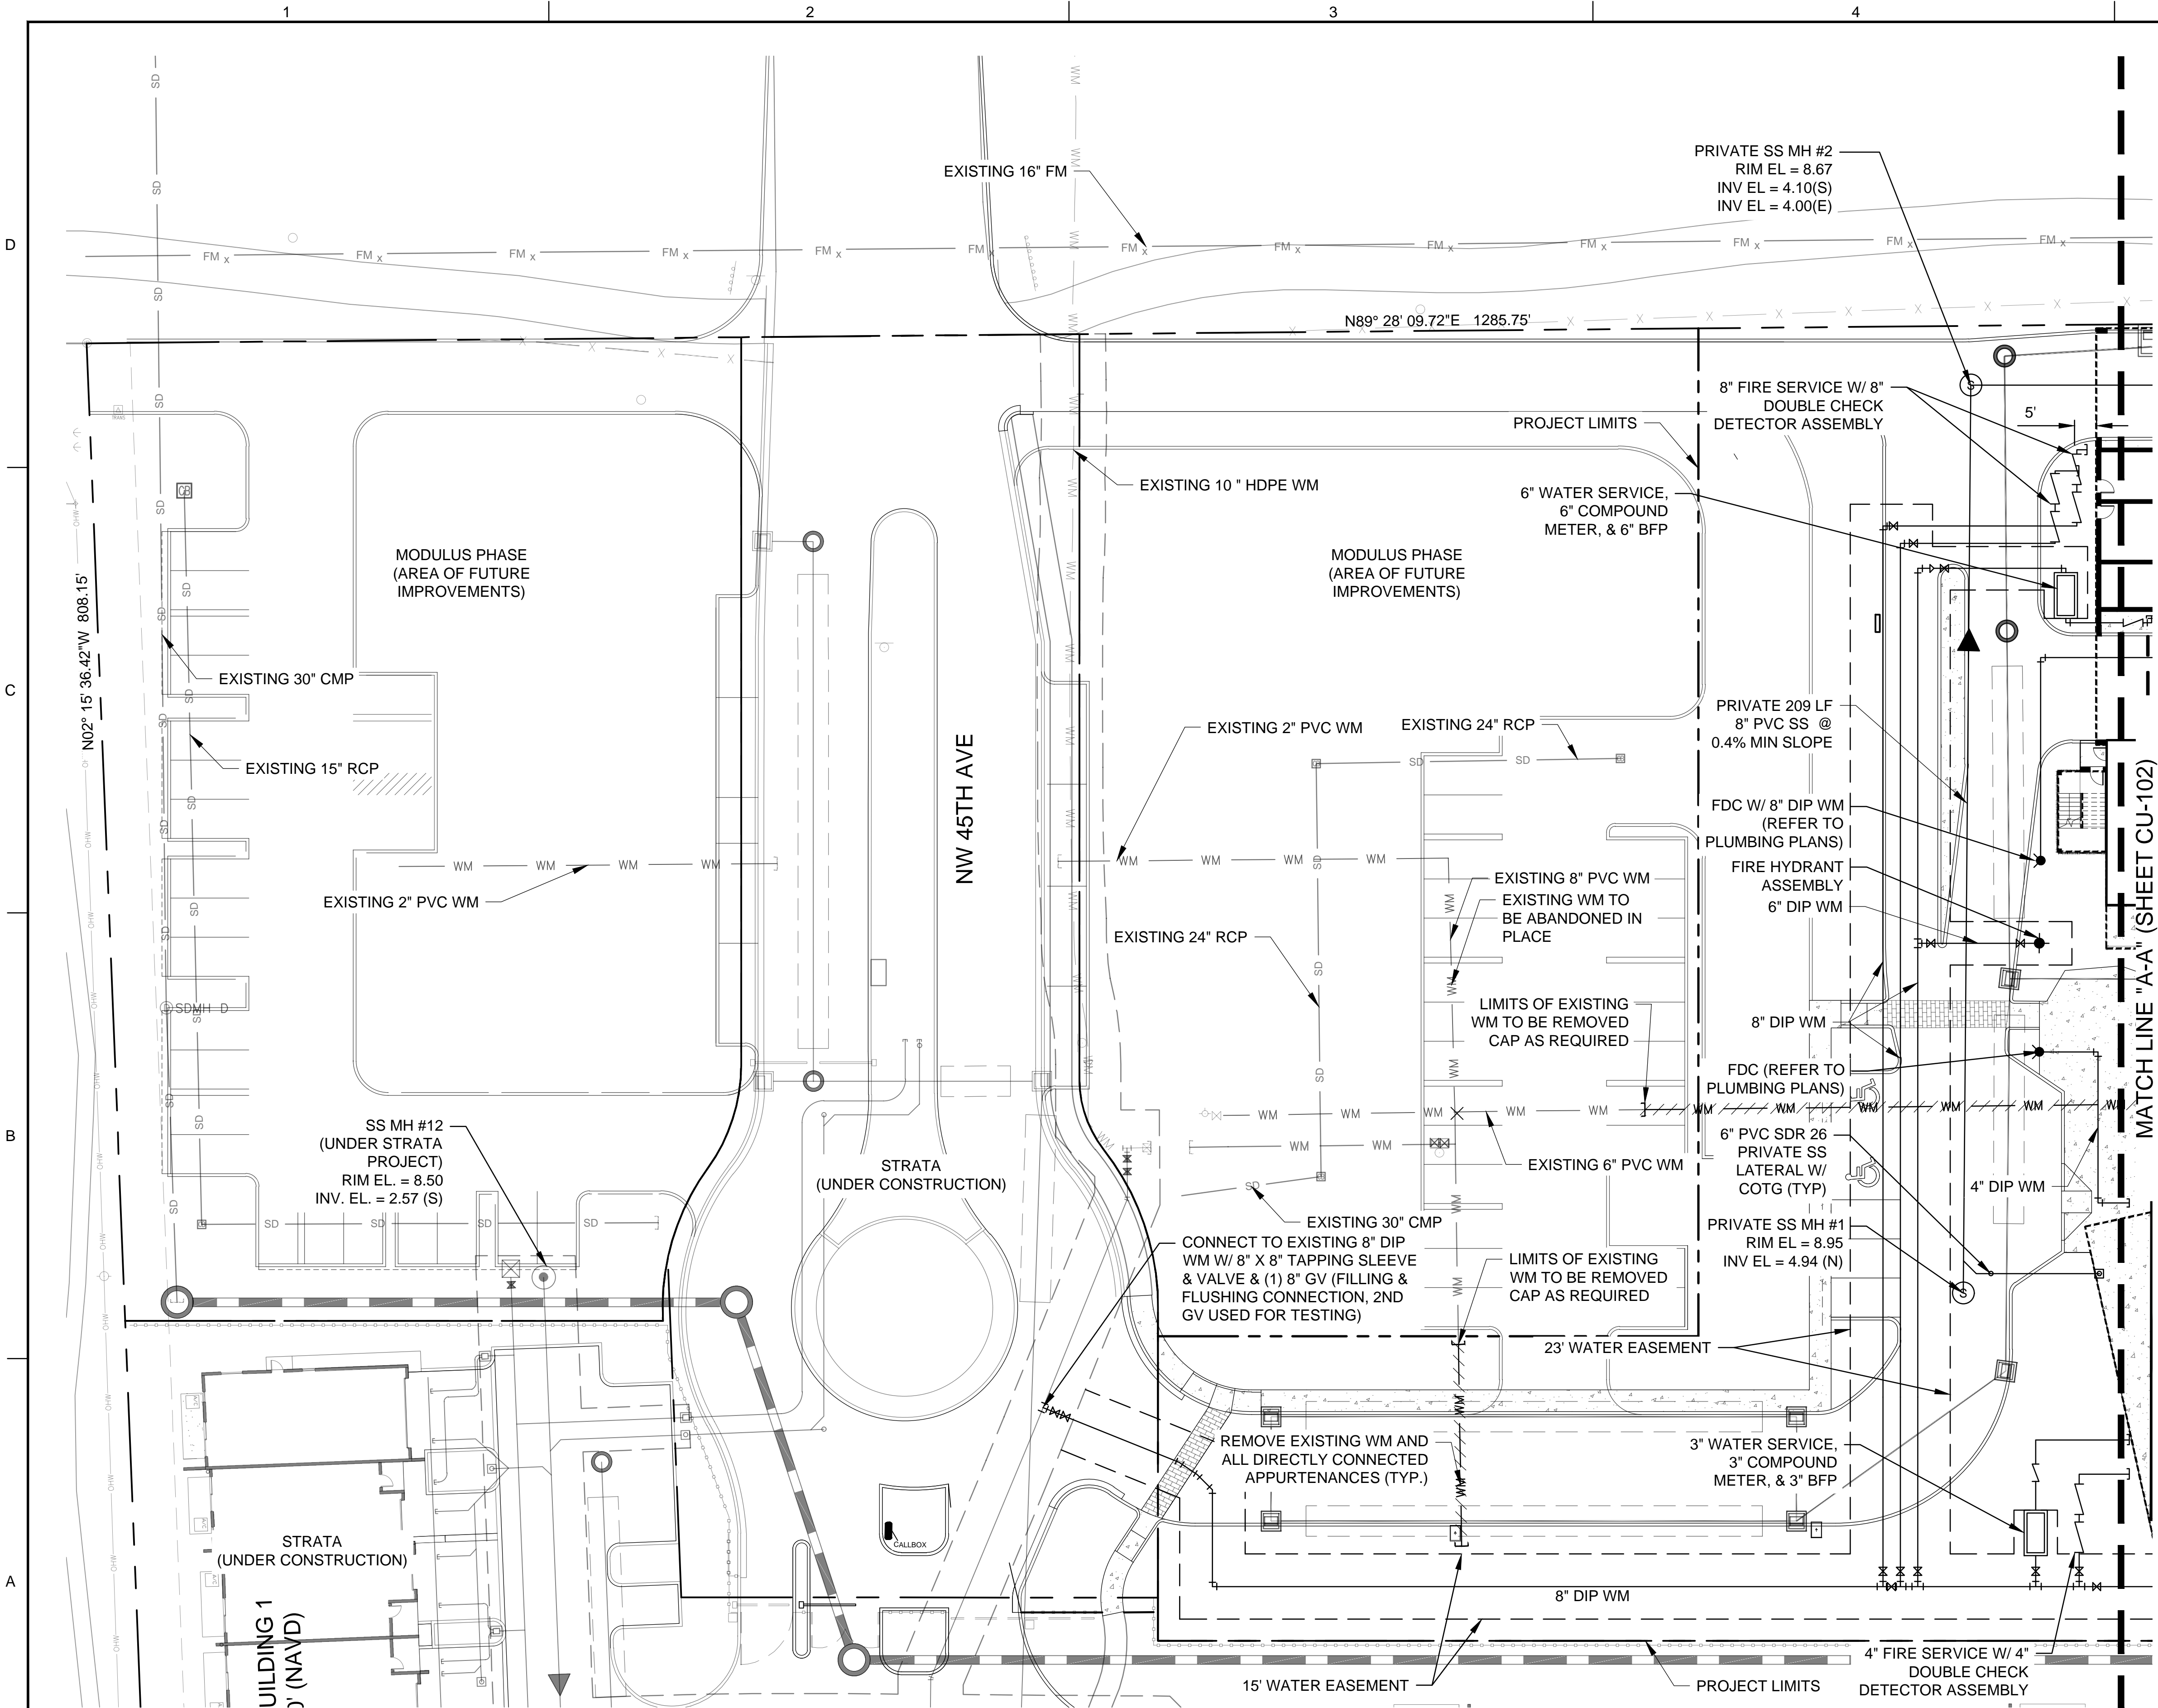 1
2
3
4
D
C
B
A
EXISTING 16" FM
PRIVATE SS MH #2
RIM EL = 8.67
INV EL = 4.10(S)
INV EL = 4.00(E)
N89° 28' 09.72"E 1285.75'
N02° 15' 36.42"W 808.15'
8" FIRE SERVICE W/ 8"
DOUBLE CHECK
DETECTOR ASSEMBLY
5'
PROJECT LIMITS
EXISTING 10 " HDPE WM
6" WATER SERVICE,
6" COMPOUND
METER, & 6" BFP
MODULUS PHASE
(AREA OF FUTURE
IMPROVEMENTS)
MODULUS PHASE
(AREA OF FUTURE
IMPROVEMENTS)
CB
EXISTING 30" CMP
EXISTING 15" RCP
NW 45TH AVE
EXISTING 2" PVC WM
EXISTING 24" RCP
PRIVATE 209 LF
8" PVC SS @
0.4% MIN SLOPE
FDC W/ 8" DIP WM
(REFER TO
PLUMBING PLANS)
FIRE HYDRANT
ASSEMBLY
6" DIP WM
MATCH LINE "A-A" (SHEET CU-102)
EXISTING 2" PVC WM
EXISTING 8" PVC WM
EXISTING WM TO
BE ABANDONED IN
PLACE
EXISTING 24" RCP
LIMITS OF EXISTING
WM TO BE REMOVED
CAP AS REQUIRED
8" DIP WM
SDMH D
FDC (REFER TO
PLUMBING PLANS)
SS MH #12
(UNDER STRATA
PROJECT)
RIM EL. = 8.50
INV. EL. = 2.57 (S)
STRATA
(UNDER CONSTRUCTION)
EXISTING 6" PVC WM
6" PVC SDR 26
PRIVATE SS
LATERAL W/
COTG (TYP)
4" DIP WM
EXISTING 30" CMP
PRIVATE SS MH #1
RIM EL = 8.95
INV EL = 4.94 (N)
CONNECT TO EXISTING 8" DIP
WM W/ 8" X 8" TAPPING SLEEVE
& VALVE & (1) 8" GV (FILLING &
FLUSHING CONNECTION, 2ND
GV USED FOR TESTING)
LIMITS OF EXISTING
WM TO BE REMOVED
CAP AS REQUIRED
23' WATER EASEMENT
REMOVE EXISTING WM AND
ALL DIRECTLY CONNECTED
APPURTENANCES (TYP.)
3" WATER SERVICE,
3" COMPOUND
METER, & 3" BFP
STRATA
(UNDER CONSTRUCTION)
CALLBOX
8" DIP WM
UILDING 1
0' (NAVD)
15' WATER EASEMENT
PROJECT LIMITS
4" FIRE SERVICE W/ 4"
DOUBLE CHECK
DETECTOR ASSEMBLY